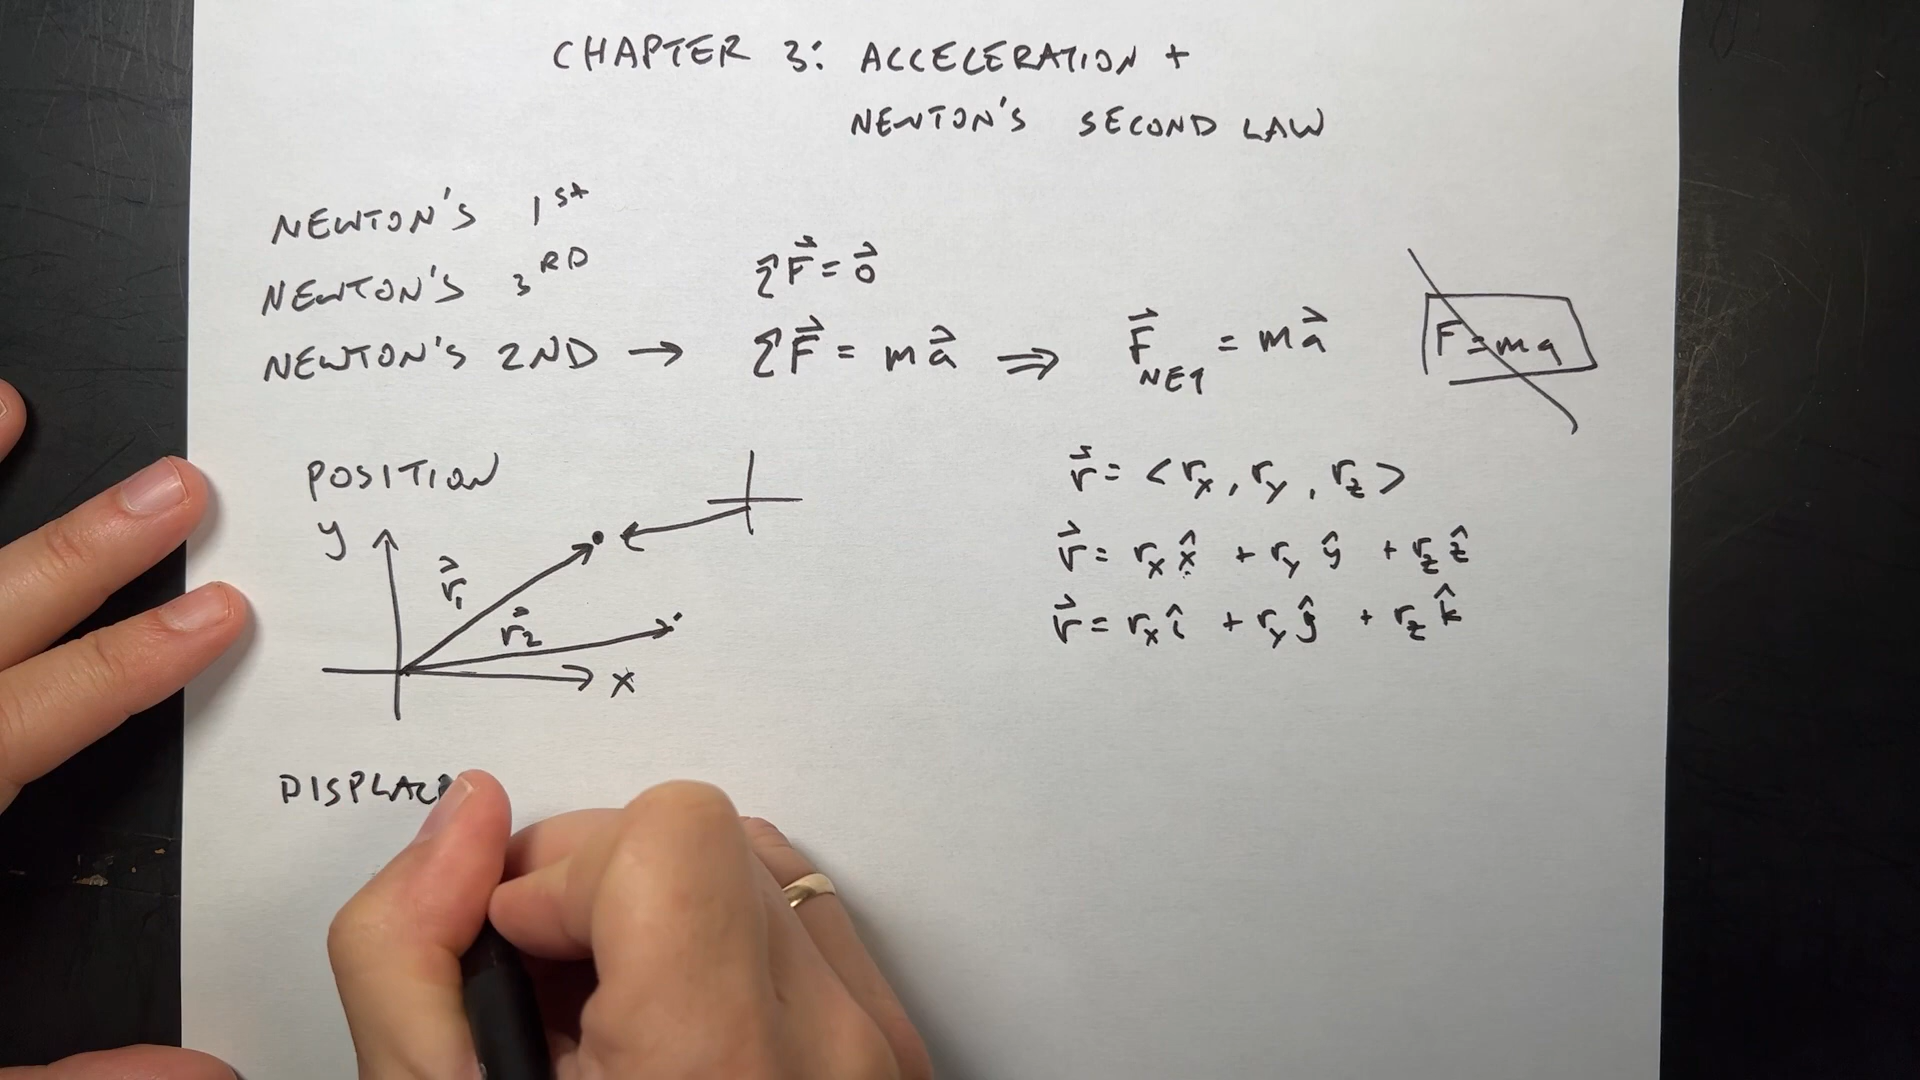 CHAPTER 3: ACCELERATION +
NEWTON'S SECOND LAW
NEWTON'S 1ST
NEWTON'S 3RD
ΣF⃗ = 0⃗
NEWTON'S 2ND → ΣF⃗ = ma⃗ ⇒ F⃗NET = ma⃗
F=ma
POSITION
y
r⃗₁
r⃗₂
x
r⃗ = <rx, ry, rz>
r⃗ = rx x̂ + ry ŷ + rz ẑ
r⃗ = rx î + ry ĵ + rz k̂
DISPLAC